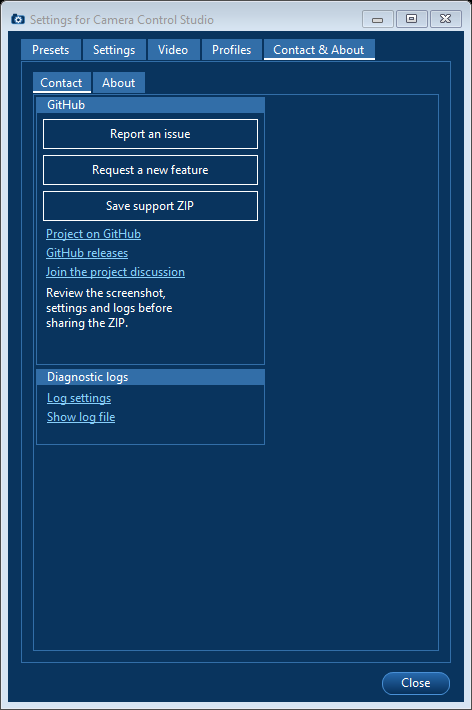 Settings for Camera Control Studio
Presets
Settings
Video
Profiles
Contact & About
Contact
About
GitHub
Report an issue
Request a new feature
Save support ZIP
Project on GitHub
GitHub releases
Join the project discussion
Review the screenshot,
settings and logs before
sharing the ZIP.
Diagnostic logs
Log settings
Show log file
Close